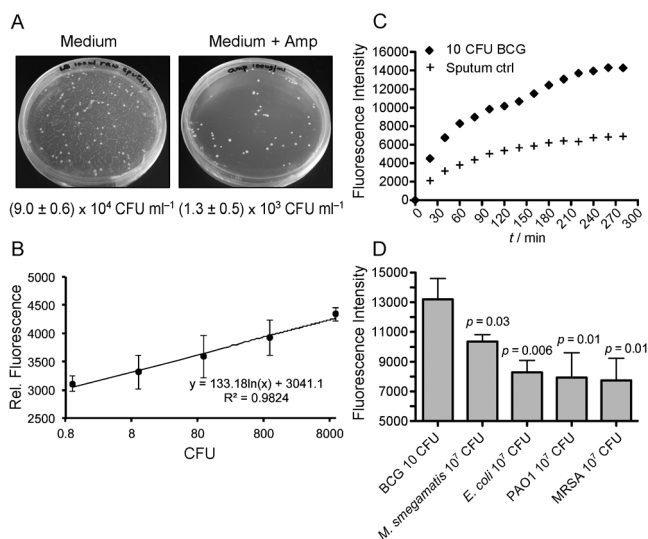 A
Medium
Medium + Amp
(9.0 ± 0.6) x 10⁴ CFU ml⁻¹
(1.3 ± 0.5) x 10³ CFU ml⁻¹
B
Rel. Fluorescence
5000
4500
4000
3500
3000
2500
y = 133.18ln(x) + 3041.1
R² = 0.9824
0.8
8
80
800
8000
CFU
C
10 CFU BCG
Sputum ctrl
Fluorescence Intensity
16000
14000
12000
10000
8000
6000
4000
2000
0
0
30
60
90
120
150
180
210
240
270
300
t / min
D
Fluorescence Intensity
15000
13000
11000
9000
7000
5000
p = 0.03
p = 0.006
p = 0.01
p = 0.01
BCG 10 CFU
M. smegamatis 10⁷ CFU
E. coli 10⁷ CFU
PAO1 10⁷ CFU
MRSA 10⁷ CFU